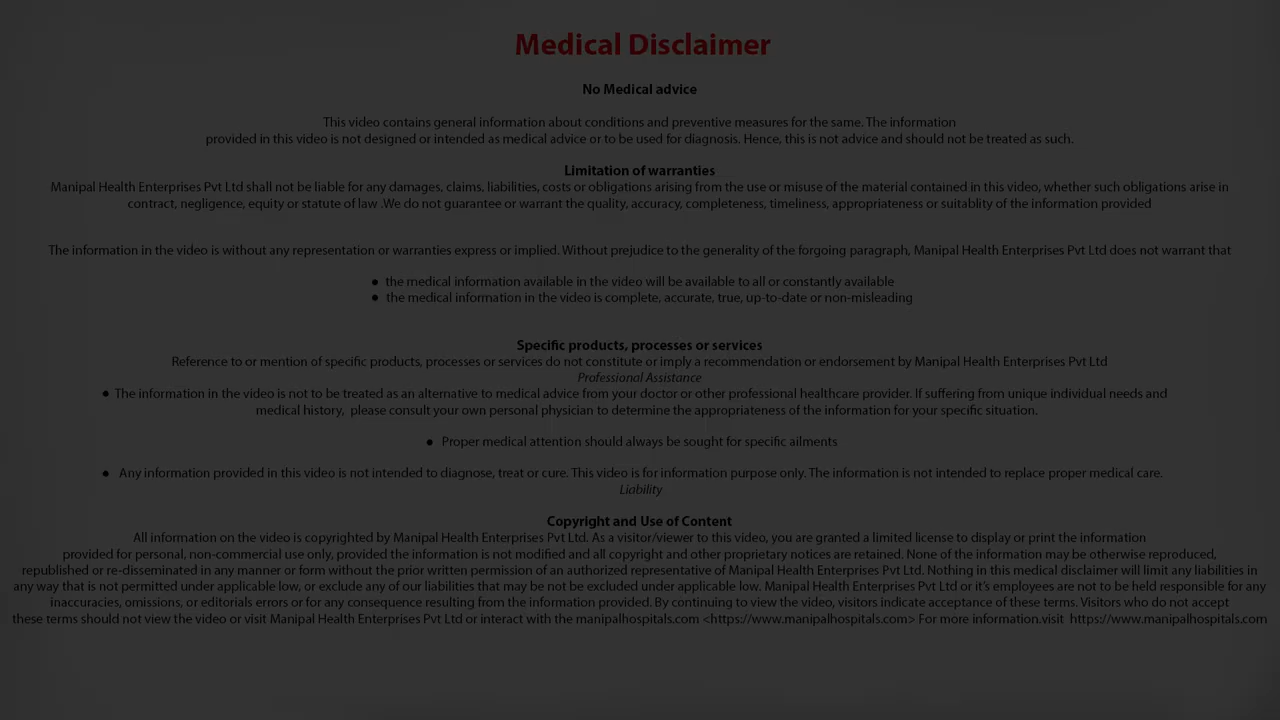 Medical Disclaimer
No Medical advice
This video contains general information about conditions and preventive measures for the same. The information
provided in this video is not designed or intended as medical advice or to be used for diagnosis. Hence, this is not advice and should not be treated as such.
Limitation of warranties
Manipal Health Enterprises Pvt Ltd shall not be liable for any damages, claims, liabilities, costs or obligations arising from the use or misuse of the material contained in this video, whether such obligations arise in
contract, negligence, equity or statute of law .We do not guarantee or warrant the quality, accuracy, completeness, timeliness, appropriateness or suitablity of the information provided
The information in the video is without any representation or warranties express or implied. Without prejudice to the generality of the forgoing paragraph, Manipal Health Enterprises Pvt Ltd does not warrant that
● the medical information available in the video will be available to all or constantly available
● the medical information in the video is complete, accurate, true, up-to-date or non-misleading
Specific products, processes or services
Reference to or mention of specific products, processes or services do not constitute or imply a recommendation or endorsement by Manipal Health Enterprises Pvt Ltd
Professional Assistance
● The information in the video is not to be treated as an alternative to medical advice from your doctor or other professional healthcare provider. If suffering from unique individual needs and
medical history, please consult your own personal physician to determine the appropriateness of the information for your specific situation.
● Proper medical attention should always be sought for specific ailments
● Any information provided in this video is not intended to diagnose, treat or cure. This video is for information purpose only. The information is not intended to replace proper medical care.
Liability
Copyright and Use of Content
All information on the video is copyrighted by Manipal Health Enterprises Pvt Ltd. As a visitor/viewer to this video, you are granted a limited license to display or print the information
provided for personal, non-commercial use only, provided the information is not modified and all copyright and other proprietary notices are retained. None of the information may be otherwise reproduced,
republished or re-disseminated in any manner or form without the prior written permission of an authorized representative of Manipal Health Enterprises Pvt Ltd. Nothing in this medical disclaimer will limit any liabilities in
any way that is not permitted under applicable low, or exclude any of our liabilities that may be not be excluded under applicable low. Manipal Health Enterprises Pvt Ltd or it's employees are not to be held responsible for any
inaccuracies, omissions, or editorials errors or for any consequence resulting from the information provided. By continuing to view the video, visitors indicate acceptance of these terms. Visitors who do not accept
these terms should not view the video or visit Manipal Health Enterprises Pvt Ltd or interact with the manipalhospitals.com <https://www.manipalhospitals.com> For more information.visit https://www.manipalhospitals.com